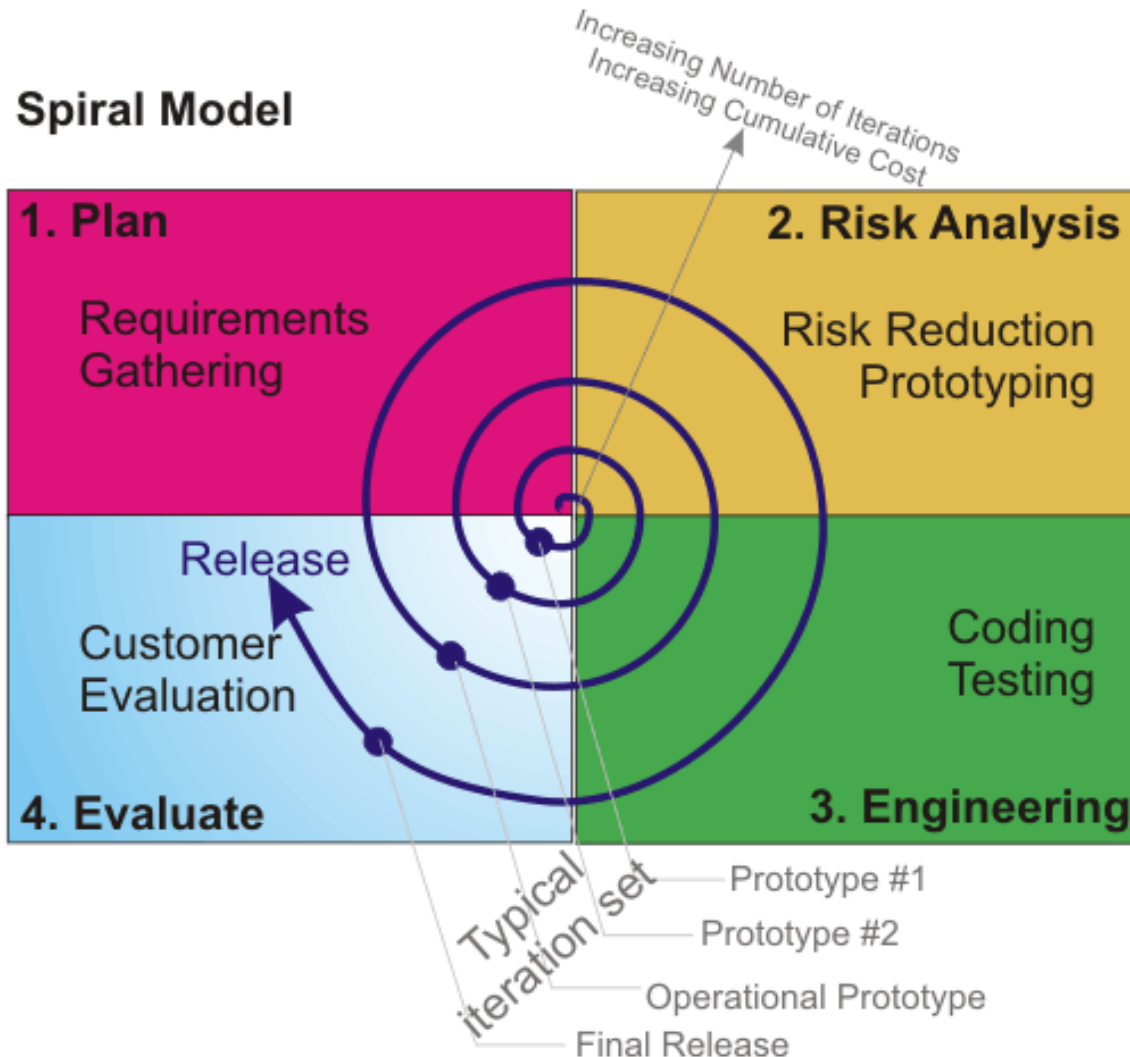 Increasing Number of Iterations
Increasing Cumulative Cost
Spiral Model
1. Plan
Requirements
Gathering
2. Risk Analysis
Risk Reduction
Prototyping
Release
Customer
Evaluation
4. Evaluate
Coding
Testing
3. Engineering
Typical
iteration set
Prototype #1
Prototype #2
Operational Prototype
Final Release